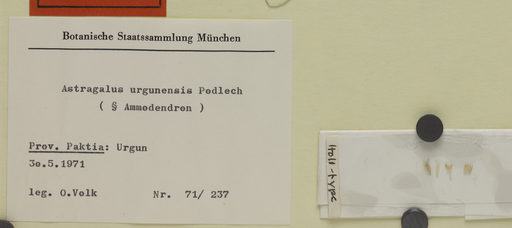 Botanische Staatssammlung München
Astragalus urgunensis Podlech
( § Ammodendron )
Prov. Paktia: Urgun
30.5.1971
leg. O.Volk Nr. 71/ 237
Holo-type